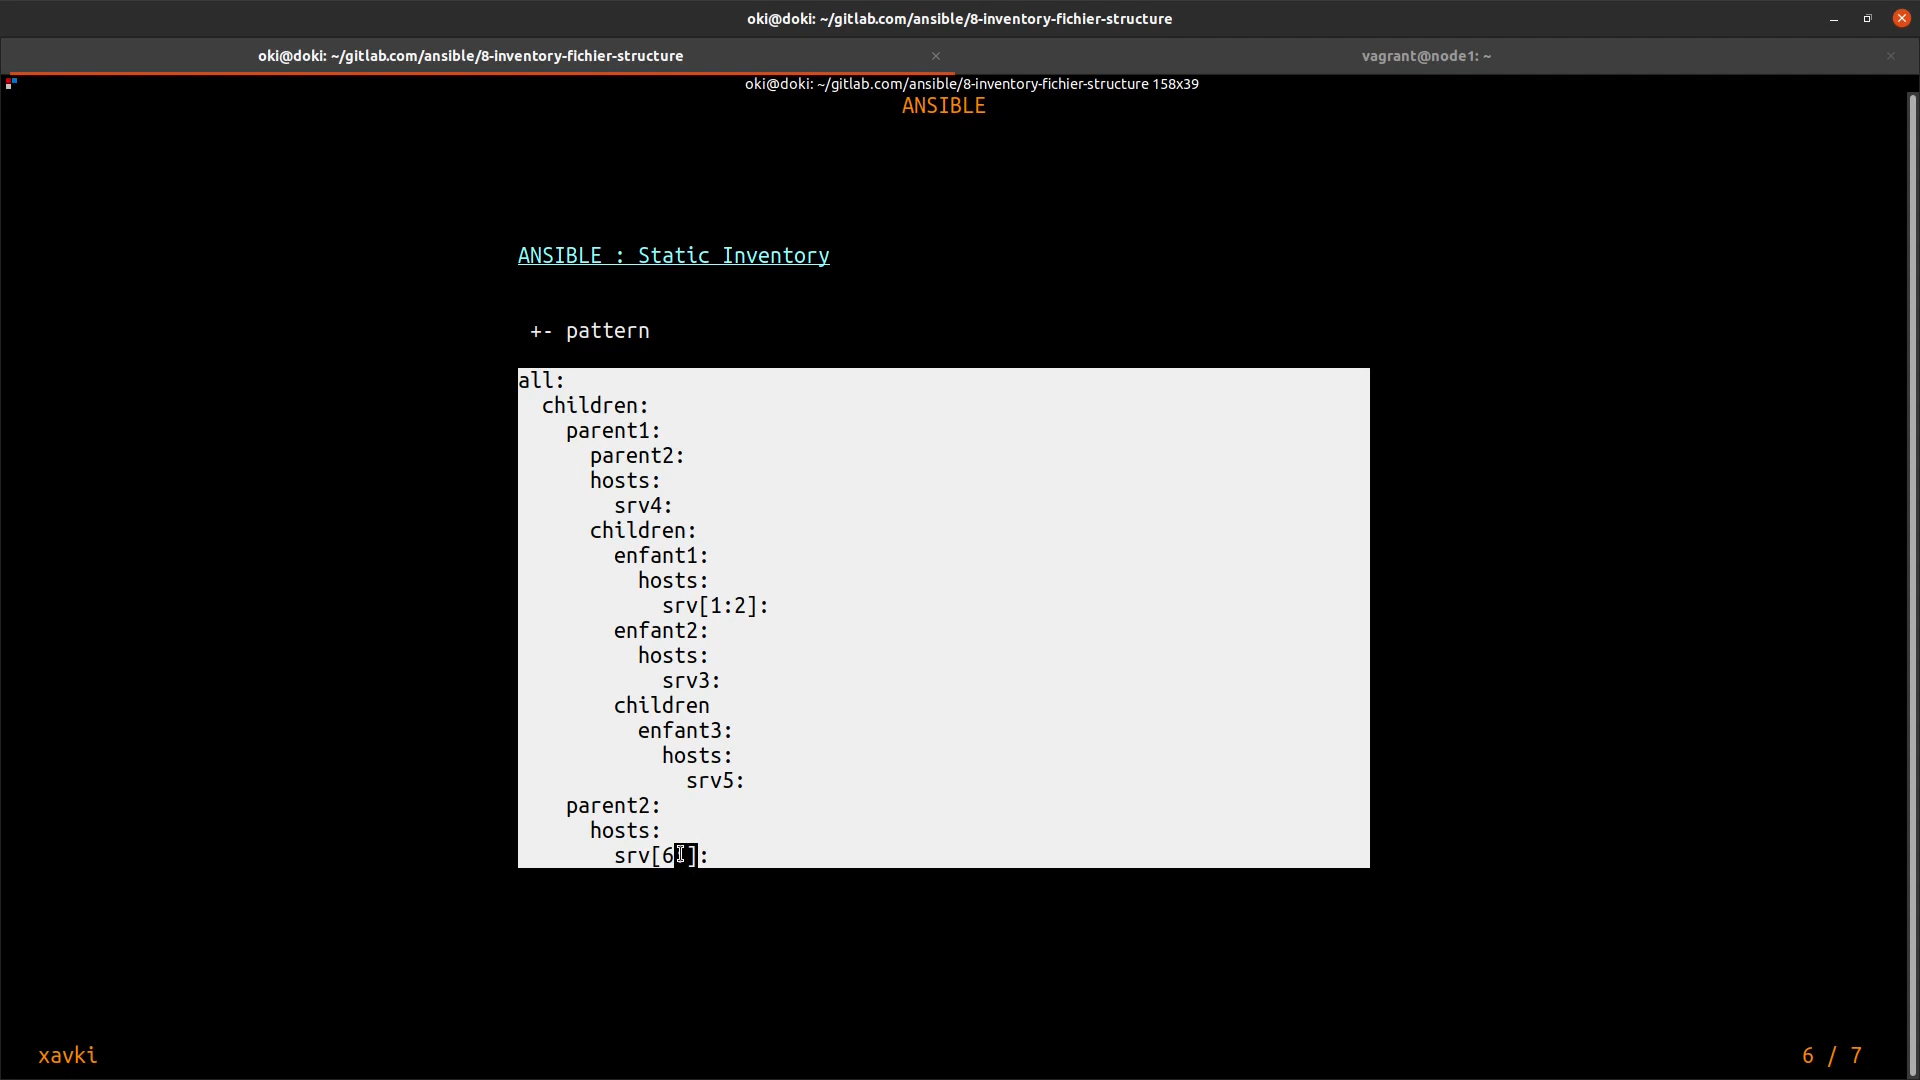 oki@doki: ~/gitlab.com/ansible/8-inventory-fichier-structure
oki@doki: ~/gitlab.com/ansible/8-inventory-fichier-structure
vagrant@node1: ~
oki@doki: ~/gitlab.com/ansible/8-inventory-fichier-structure 158x39
ANSIBLE
ANSIBLE : Static Inventory
+- pattern
all:
  children:
    parent1:
      parent2:
      hosts:
        srv4:
      children:
        enfant1:
          hosts:
            srv[1:2]:
        enfant2:
          hosts:
            srv3:
        children
          enfant3:
            hosts:
              srv5:
    parent2:
      hosts:
        srv[6]:
xavki
6 / 7